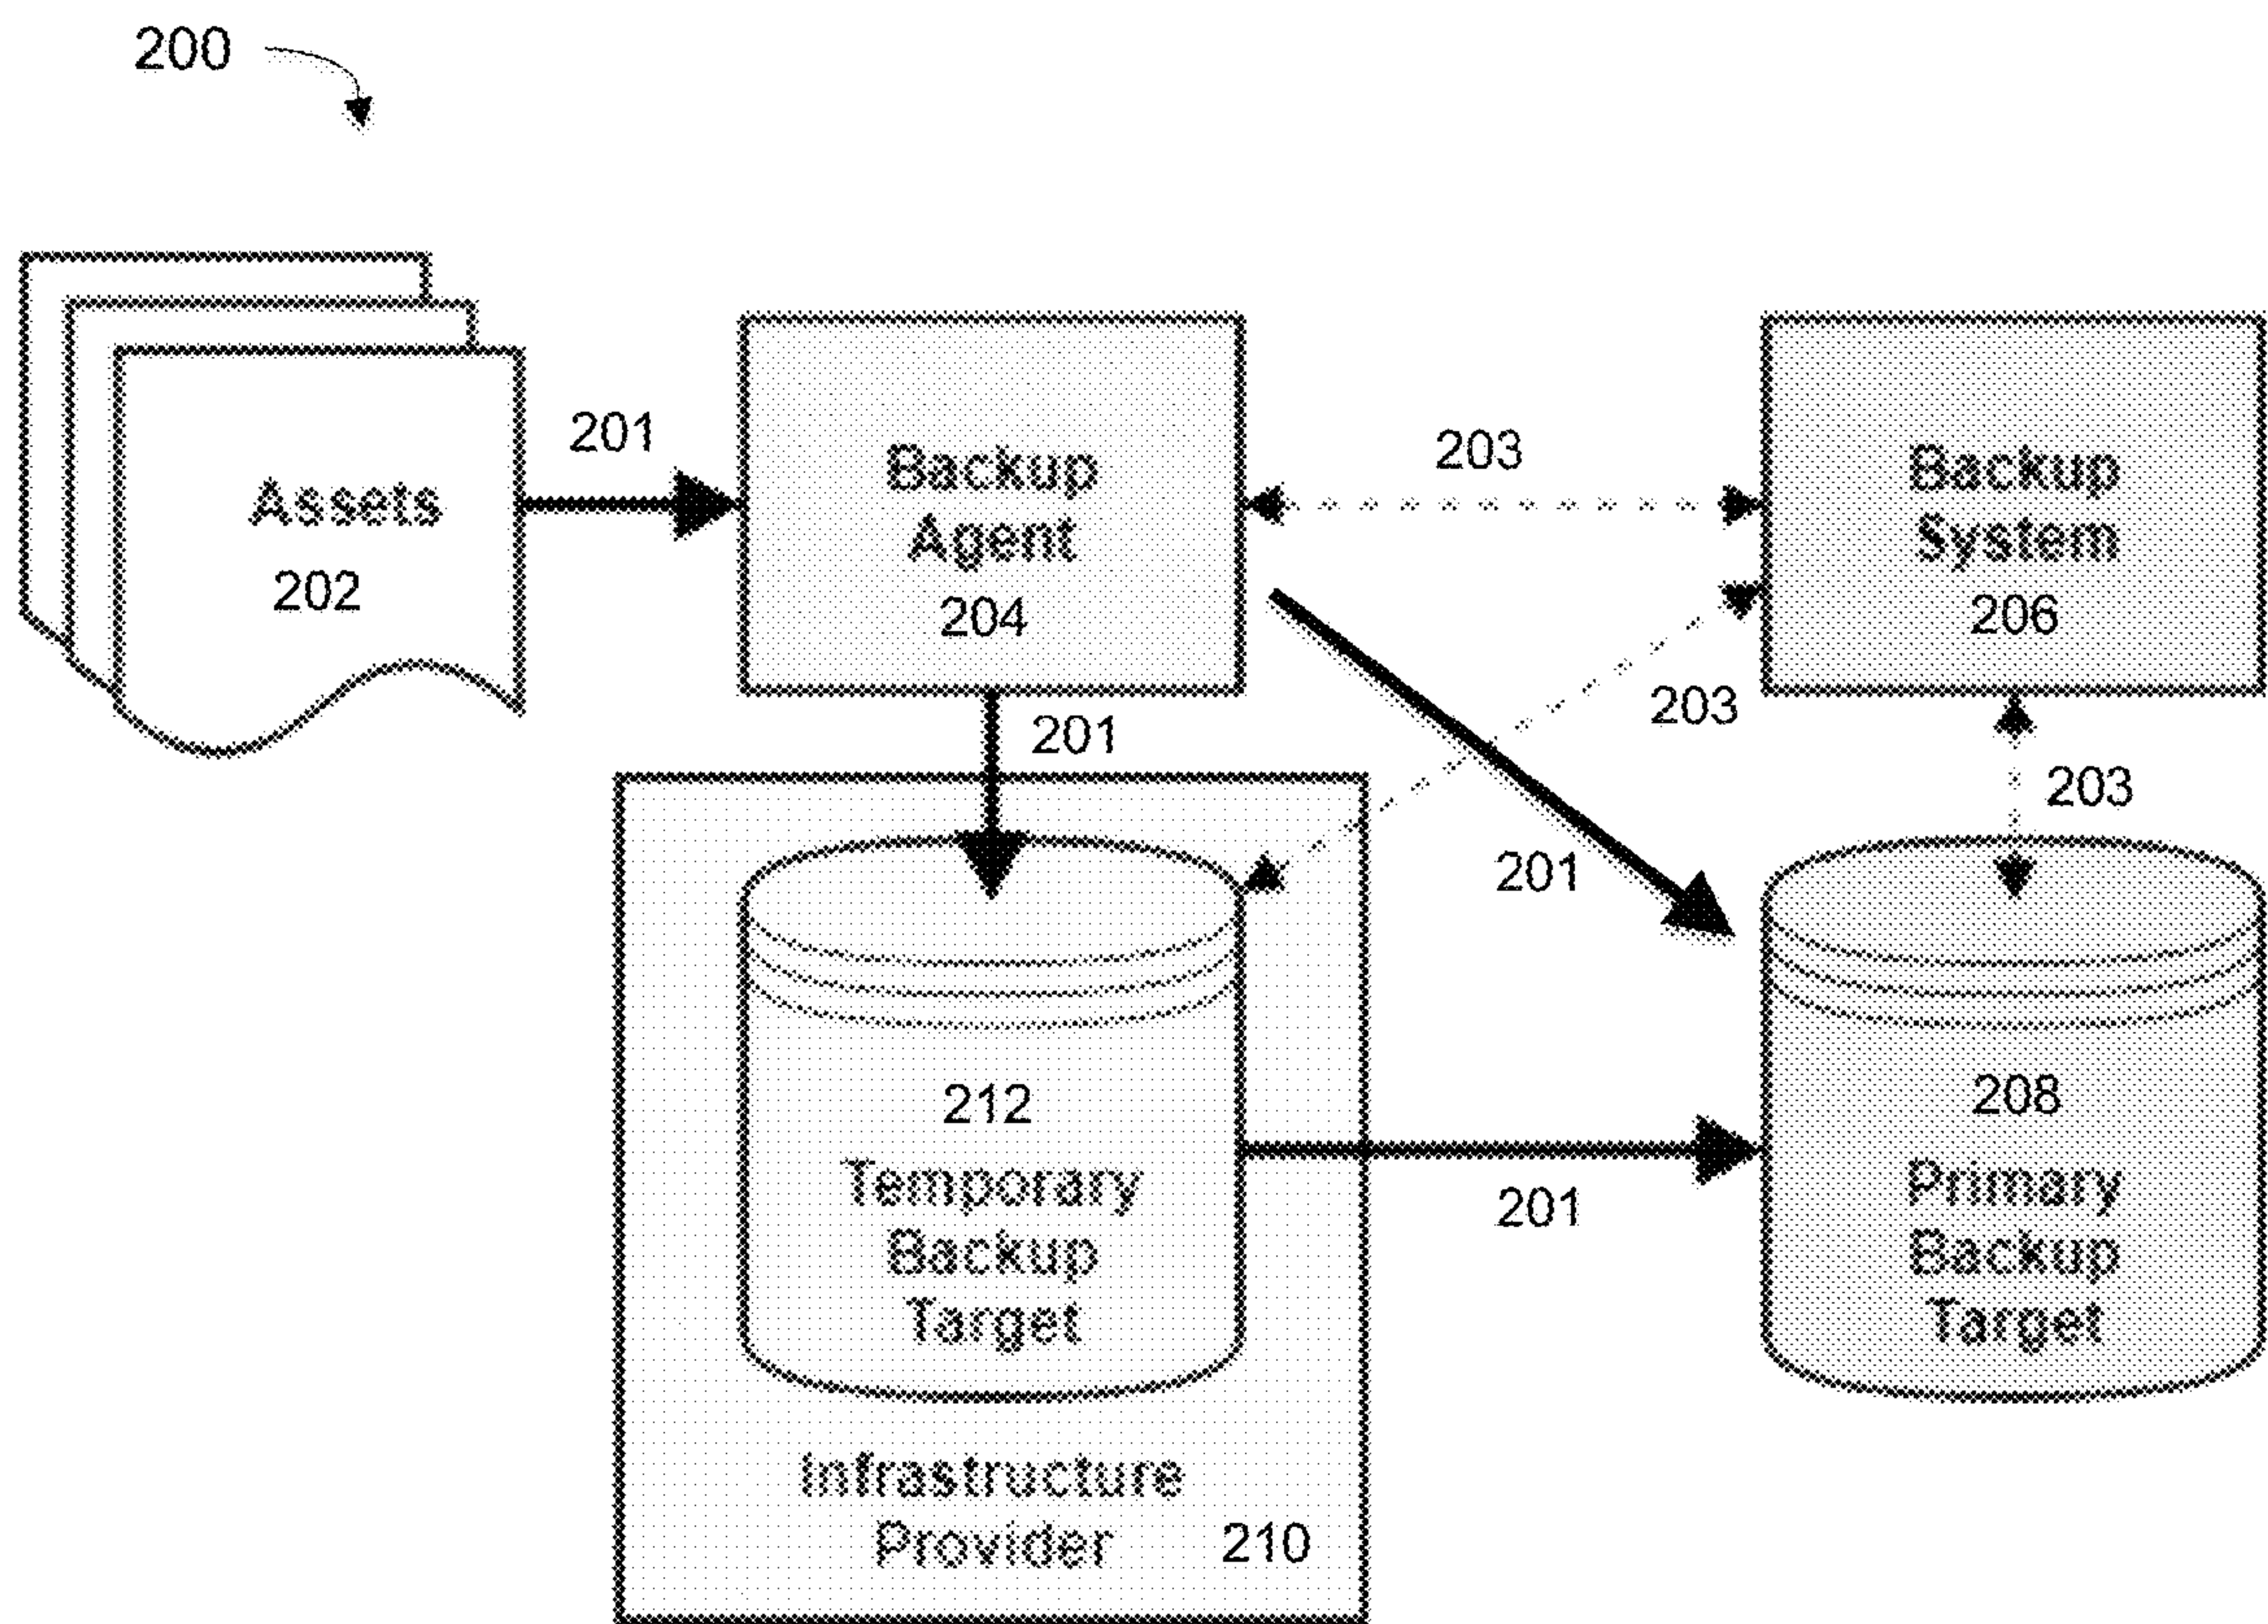 200
Assets
202
201
Backup
Agent
204
203
Backup
System
206
201
203
203
201
212
Temporary
Backup
Target
201
208
Primary
Backup
Target
Infrastructure
Provider
210